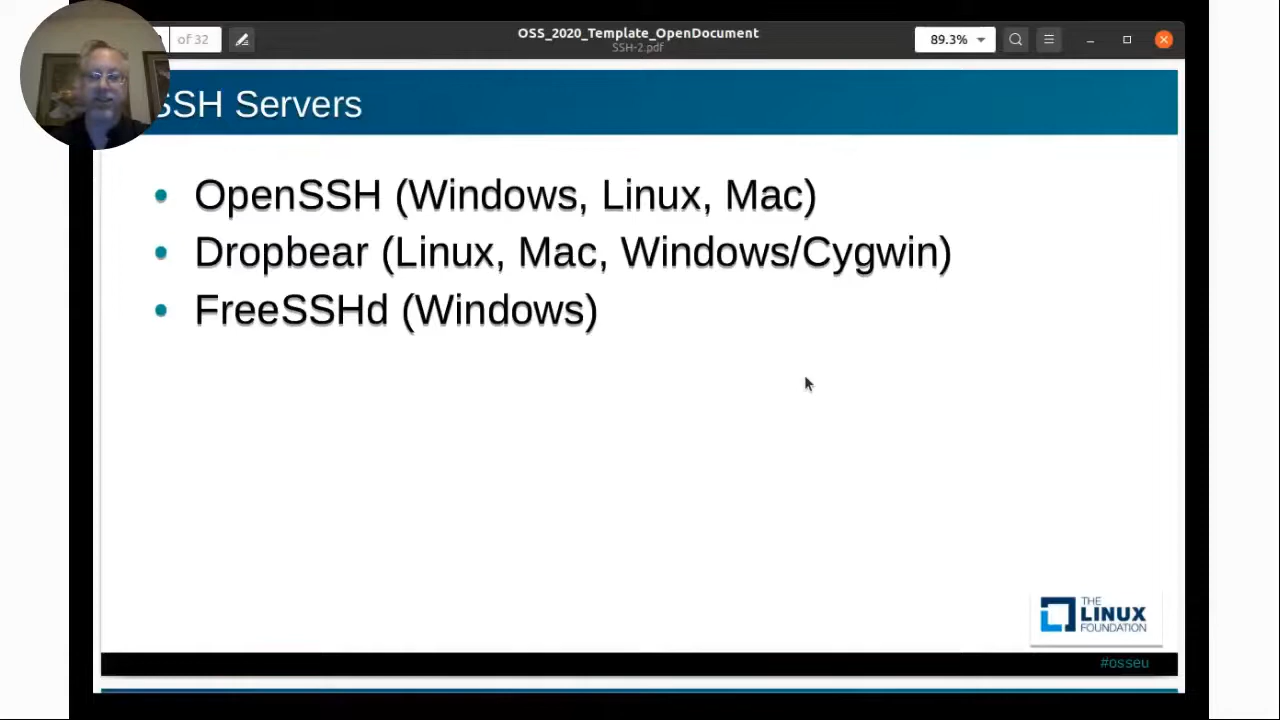 of 32
OSS_2020_Template_OpenDocument
SSH-2.pdf
89.3%
SSH Servers
• OpenSSH (Windows, Linux, Mac)
• Dropbear (Linux, Mac, Windows/Cygwin)
• FreeSSHd (Windows)
THE
LINUX
FOUNDATION
#osseu